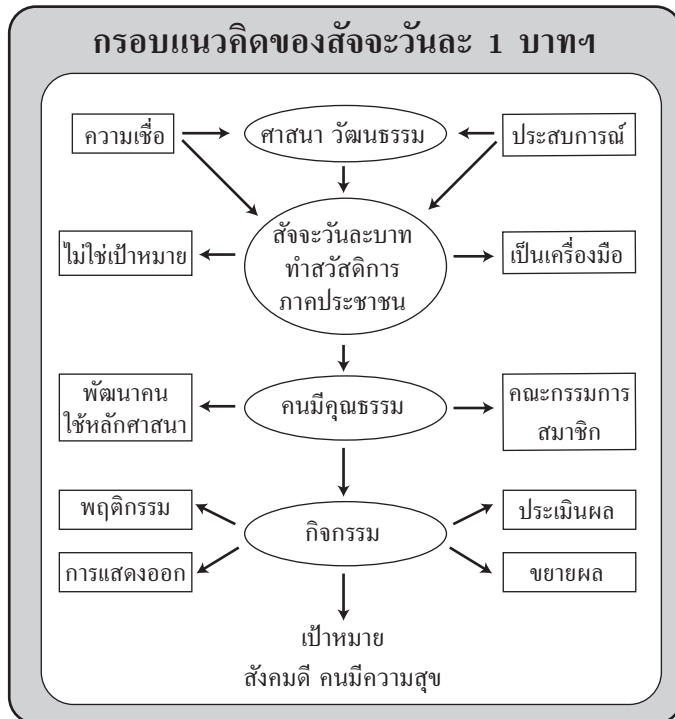 กรอบแนวคิดของสัจจะวันละ 1 บาทฯ
ความเชื่อ
ศาสนา วัฒนธรรม
ประสบการณ์
ไม่ใช่เป้าหมาย
สัจจะวันละบาท
ทำสวัสดิการ
ภาคประชาชน
เป็นเครื่องมือ
พัฒนาคน
ใช้หลักศาสนา
คนมีคุณธรรม
คณะกรรมการ
สมาชิก
พฤติกรรม
กิจกรรม
ประเมินผล
การแสดงออก
ขยายผล
เป้าหมาย
สังคมดี คนมีความสุข